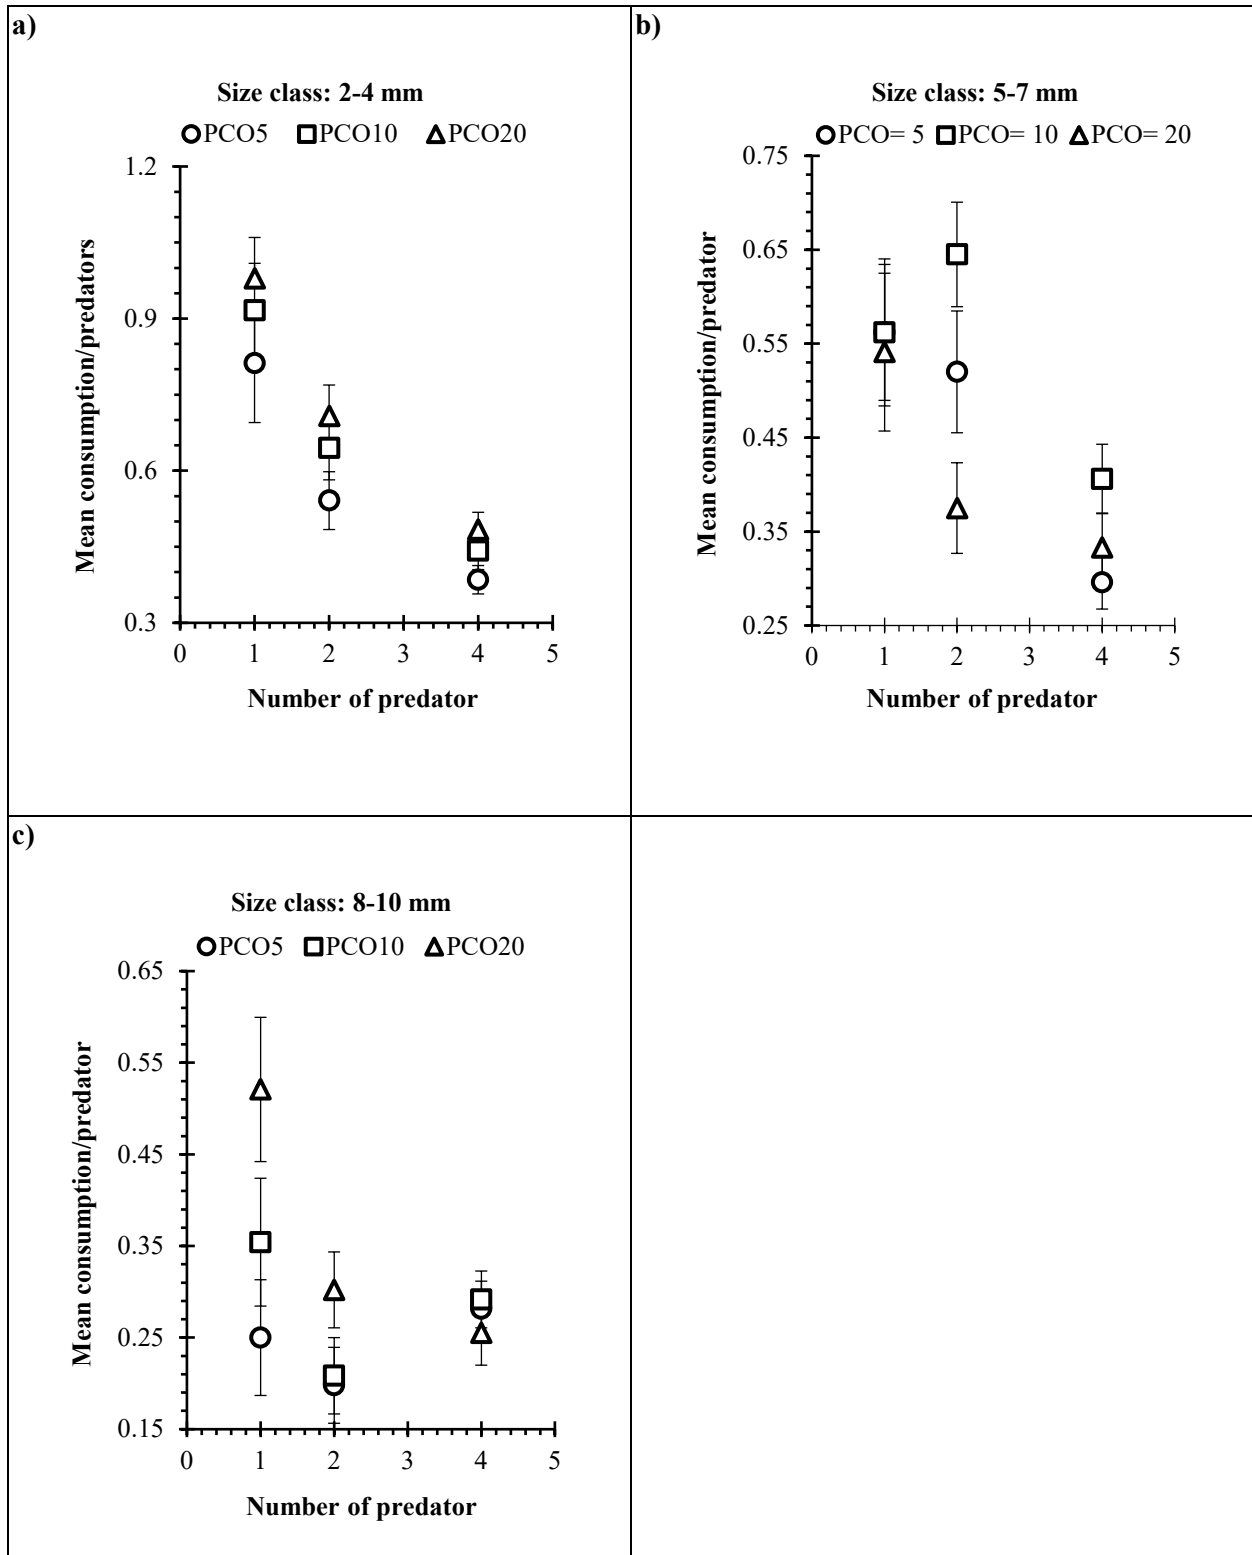 a)
Size class: 2-4 mm
PCO5 PCO10 PCO20
1.2
0.9
0.6
0.3
0 1 2 3 4 5
Mean consumption/predators
Number of predator
b)
Size class: 5-7 mm
PCO= 5 PCO= 10 PCO= 20
0.75
0.65
0.55
0.45
0.35
0.25
0 1 2 3 4 5
Mean consumption/predator
Number of predator
c)
Size class: 8-10 mm
PCO5 PCO10 PCO20
0.65
0.55
0.45
0.35
0.25
0.15
0 1 2 3 4 5
Mean consumption/predator
Number of predator